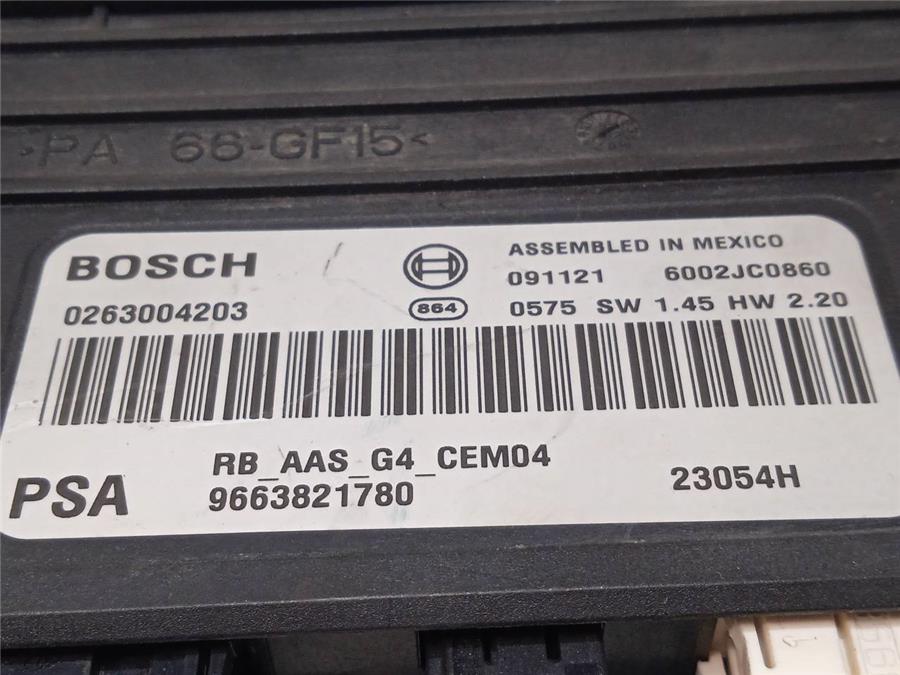 >PA 66-GF15<
BOSCH
ASSEMBLED IN MEXICO
091121 6002JC0860
0263004203
864
0575 SW 1.45 HW 2.20
RB_AAS_G4_CEM04
PSA
9663821780
23054H